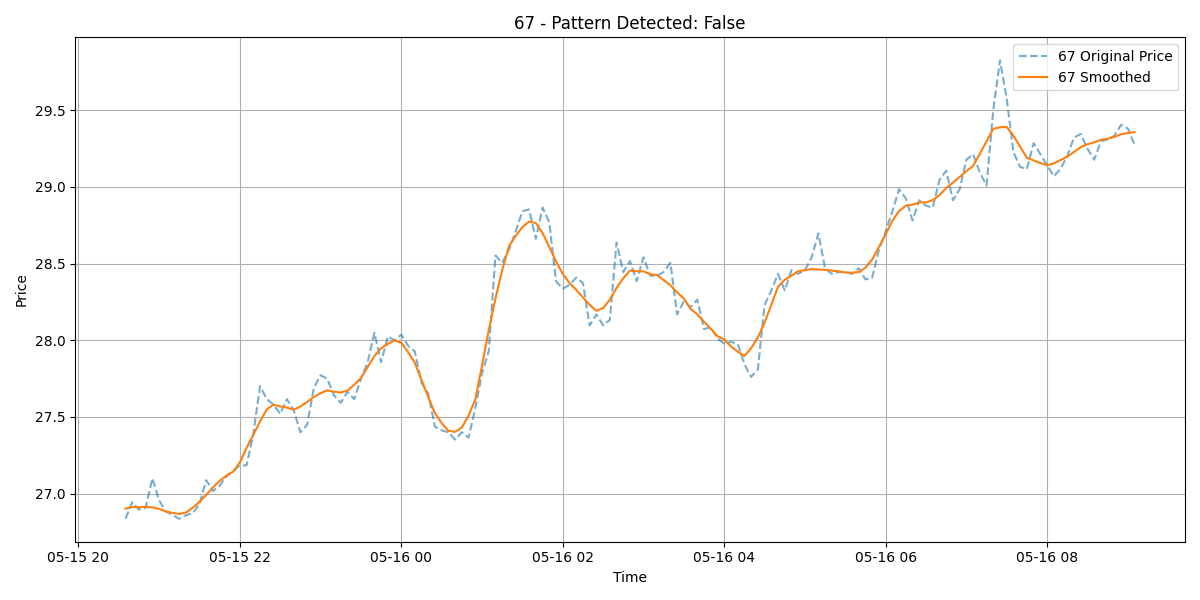 67 - Pattern Detected: False
67 Original Price
67 Smoothed
Price
29.5
29.0
28.5
28.0
27.5
27.0
05-15 20 05-15 22 05-16 00 05-16 02 05-16 04 05-16 06 05-16 08
Time